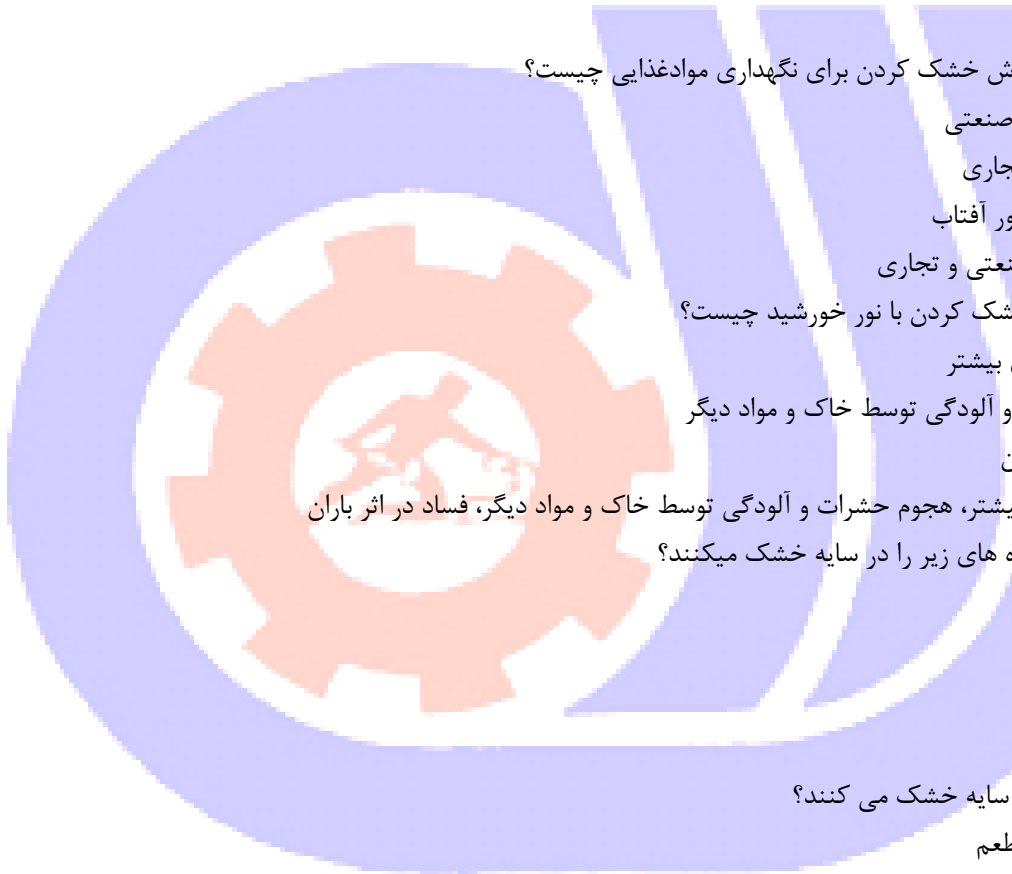 ش خشک کردن برای نگهداری موادغذایی چیست؟
صنعتی
جاری
ور آفتاب
نعتی و تجاری
شک کردن با نور خورشید چیست؟
بیشتر
و آلودگی توسط خاک و مواد دیگر
ن
یشتر، هجوم حشرات و آلودگی توسط خاک و مواد دیگر، فساد در اثر باران
ه های زیر را در سایه خشک میکنند؟
سایه خشک می کنند؟
طعم